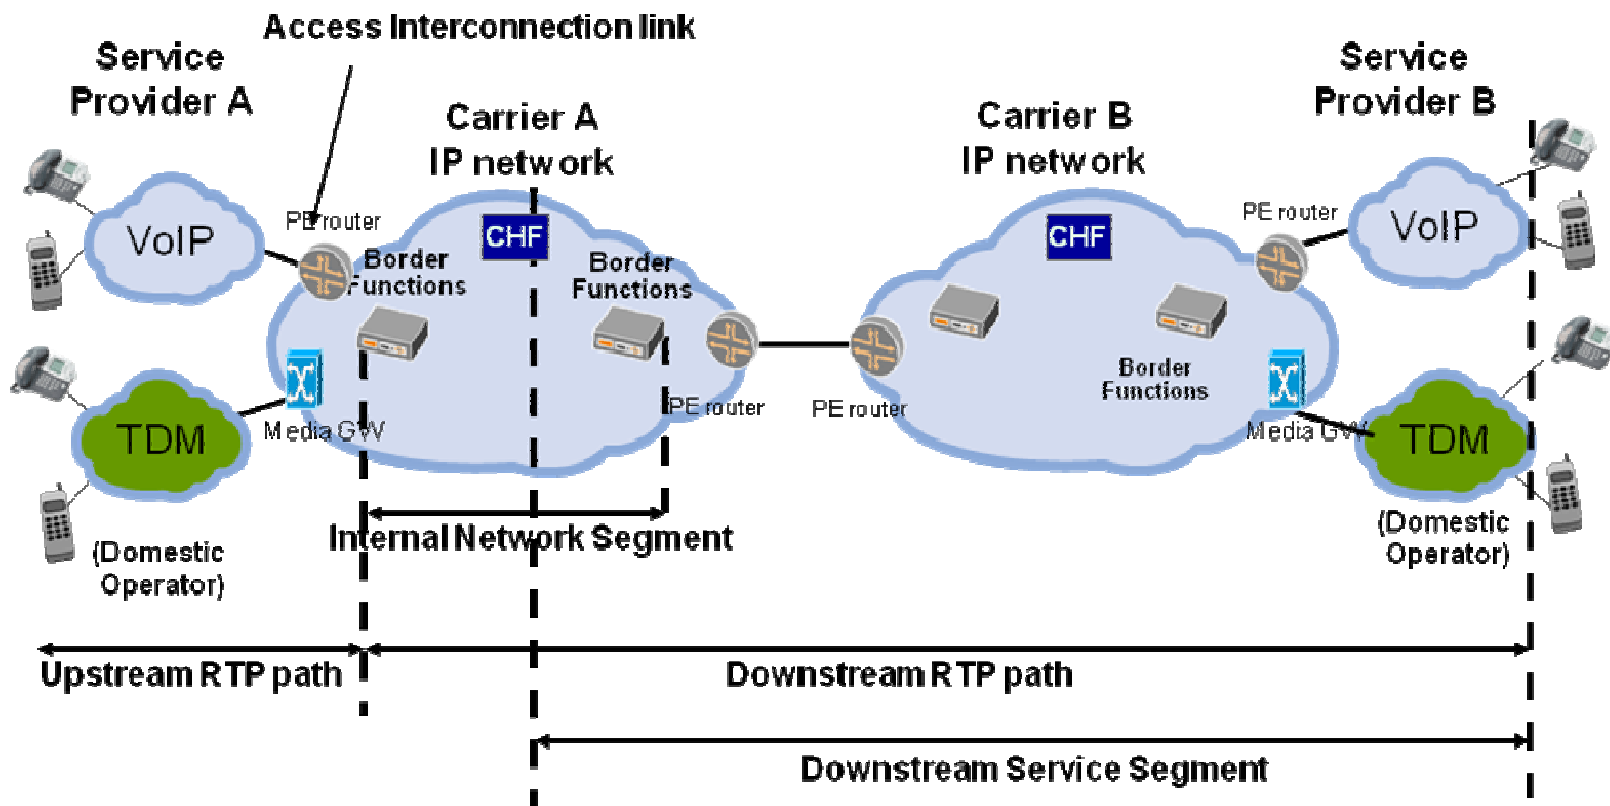 Access Interconnection link
Service
Provider A
Service
Provider B
Carrier A
IP network
Carrier B
IP network
VoIP
PE router
CHF
Border
Functions
Border
Functions
CHF
PE router
VoIP
TDM
Media GW
PE router
PE router
Border
Functions
Media GW
TDM
(Domestic
Operator)
Internal Network Segment
(Domestic
Operator)
Upstream RTP path
Downstream RTP path
Downstream Service Segment